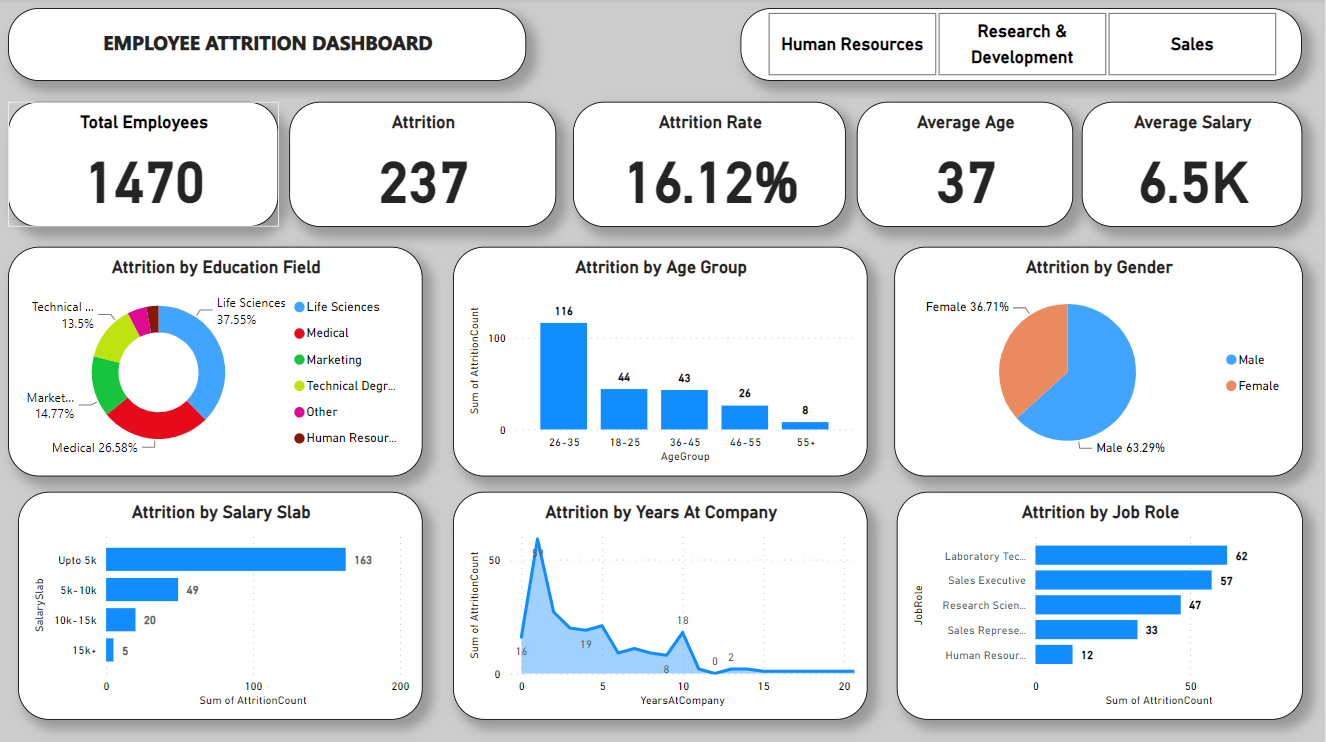 EMPLOYEE ATTRITION DASHBOARD
Human Resources
Research &
Development
Sales
Total Employees
1470
Attrition
237
Attrition Rate
16.12%
Average Age
37
Average Salary
6.5K
Attrition by Education Field
Technical ...
13.5%
Life Sciences
37.55%
Market...
14.77%
Medical 26.58%
Life Sciences
Medical
Marketing
Technical Degr...
Other
Human Resour...
Attrition by Age Group
Sum of AttritionCount
100
0
116
44
43
26
8
26-35
18-25
36-45
46-55
55+
AgeGroup
Attrition by Gender
Female 36.71%
Male 63.29%
Male
Female
Attrition by Salary Slab
SalarySlab
Upto 5k
163
5k-10k
49
10k-15k
20
15k+
5
0
100
200
Sum of AttritionCount
Attrition by Years At Company
Sum of AttritionCount
50
0
16
59
19
8
18
0
2
0
5
10
15
20
YearsAtCompany
Attrition by Job Role
JobRole
Laboratory Tec...
62
Sales Executive
57
Research Scien...
47
Sales Represe...
33
Human Resour...
12
0
50
Sum of AttritionCount